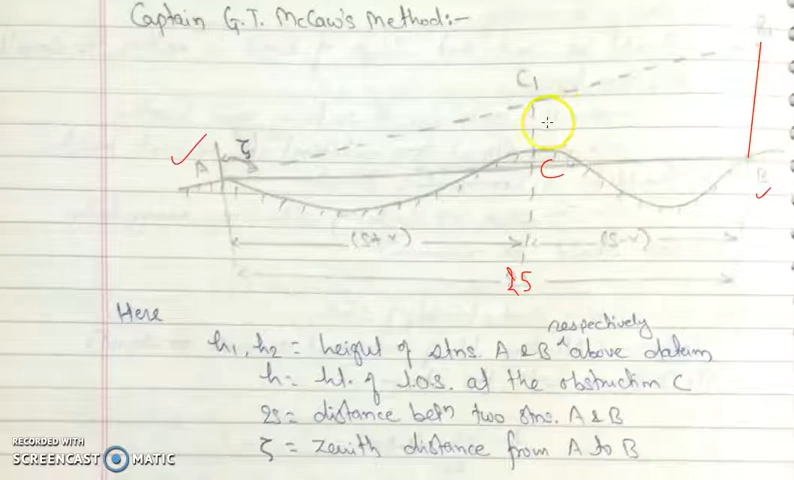 Captain G.T. McCaw's Method:-
C1
ζ
A
C
B
(S+x) (S-x)
2S
Here
respectively
h1, h2 = height of stns. A & B above datum
h = ht. of l.o.s. at the obstruction C
2s = distance betn two stns. A & B
ζ = Zenith distance from A to B
RECORDED WITH
SCREENCAST MATIC